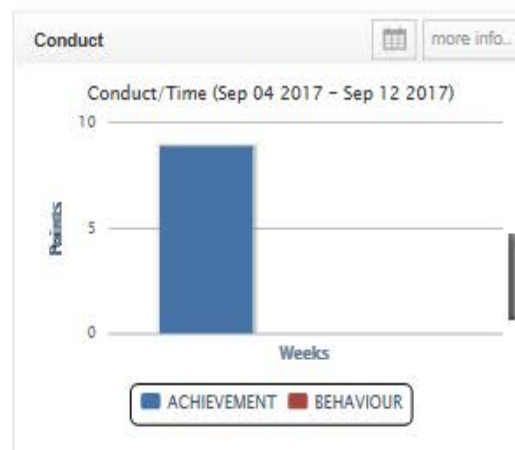 Conduct
more info..
Conduct/Time (Sep 04 2017 - Sep 12 2017)
10
Points
5
0
Weeks
ACHIEVEMENT BEHAVIOUR